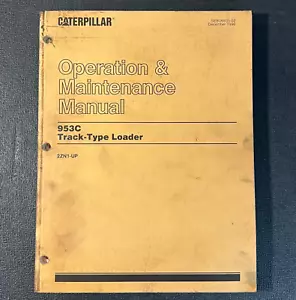 CATERPILLAR
Operation &
Maintenance
Manual
953C
Track-Type Loader
2ZN1-UP